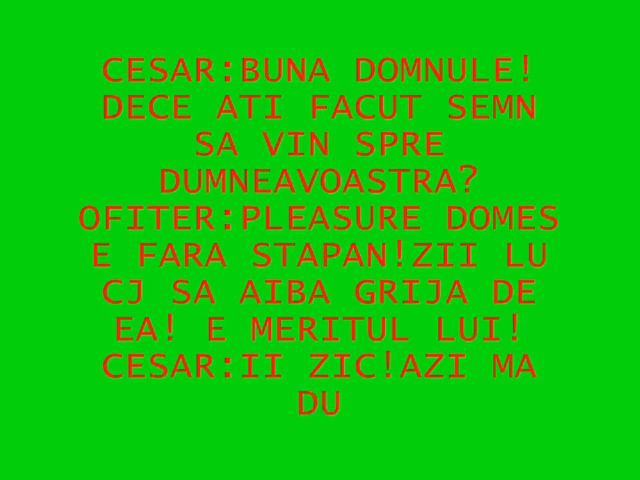 CESAR:BUNA DOMNULE!
DECE ATI FACUT SEMN
SA VIN SPRE
DUMNEAVOASTRA?
OFITER:PLEASURE DOMES
E FARA STAPAN!ZII LU
CJ SA AIBA GRIJA DE
EA! E MERITUL LUI!
CESAR:II ZIC!AZI MA
DU